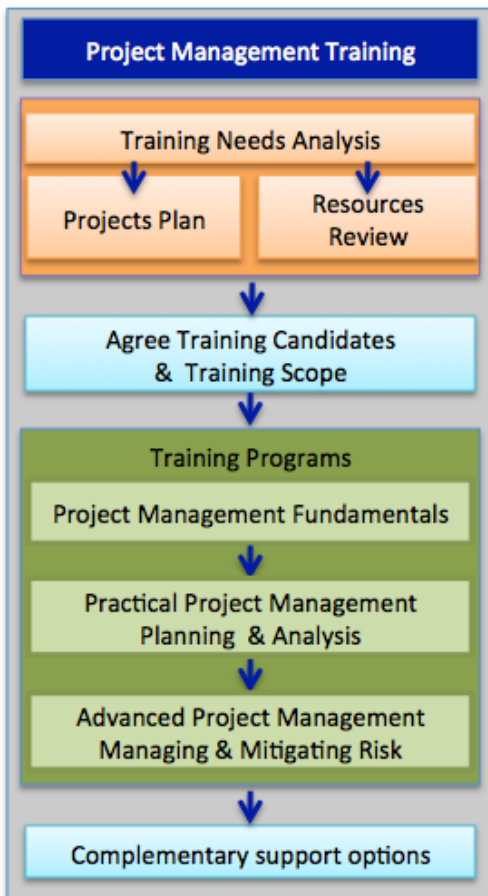 Project Management Training
Training Needs Analysis
Projects Plan
Resources
Review
Agree Training Candidates
& Training Scope
Training Programs
Project Management Fundamentals
Practical Project Management
Planning & Analysis
Advanced Project Management
Managing & Mitigating Risk
Complementary support options